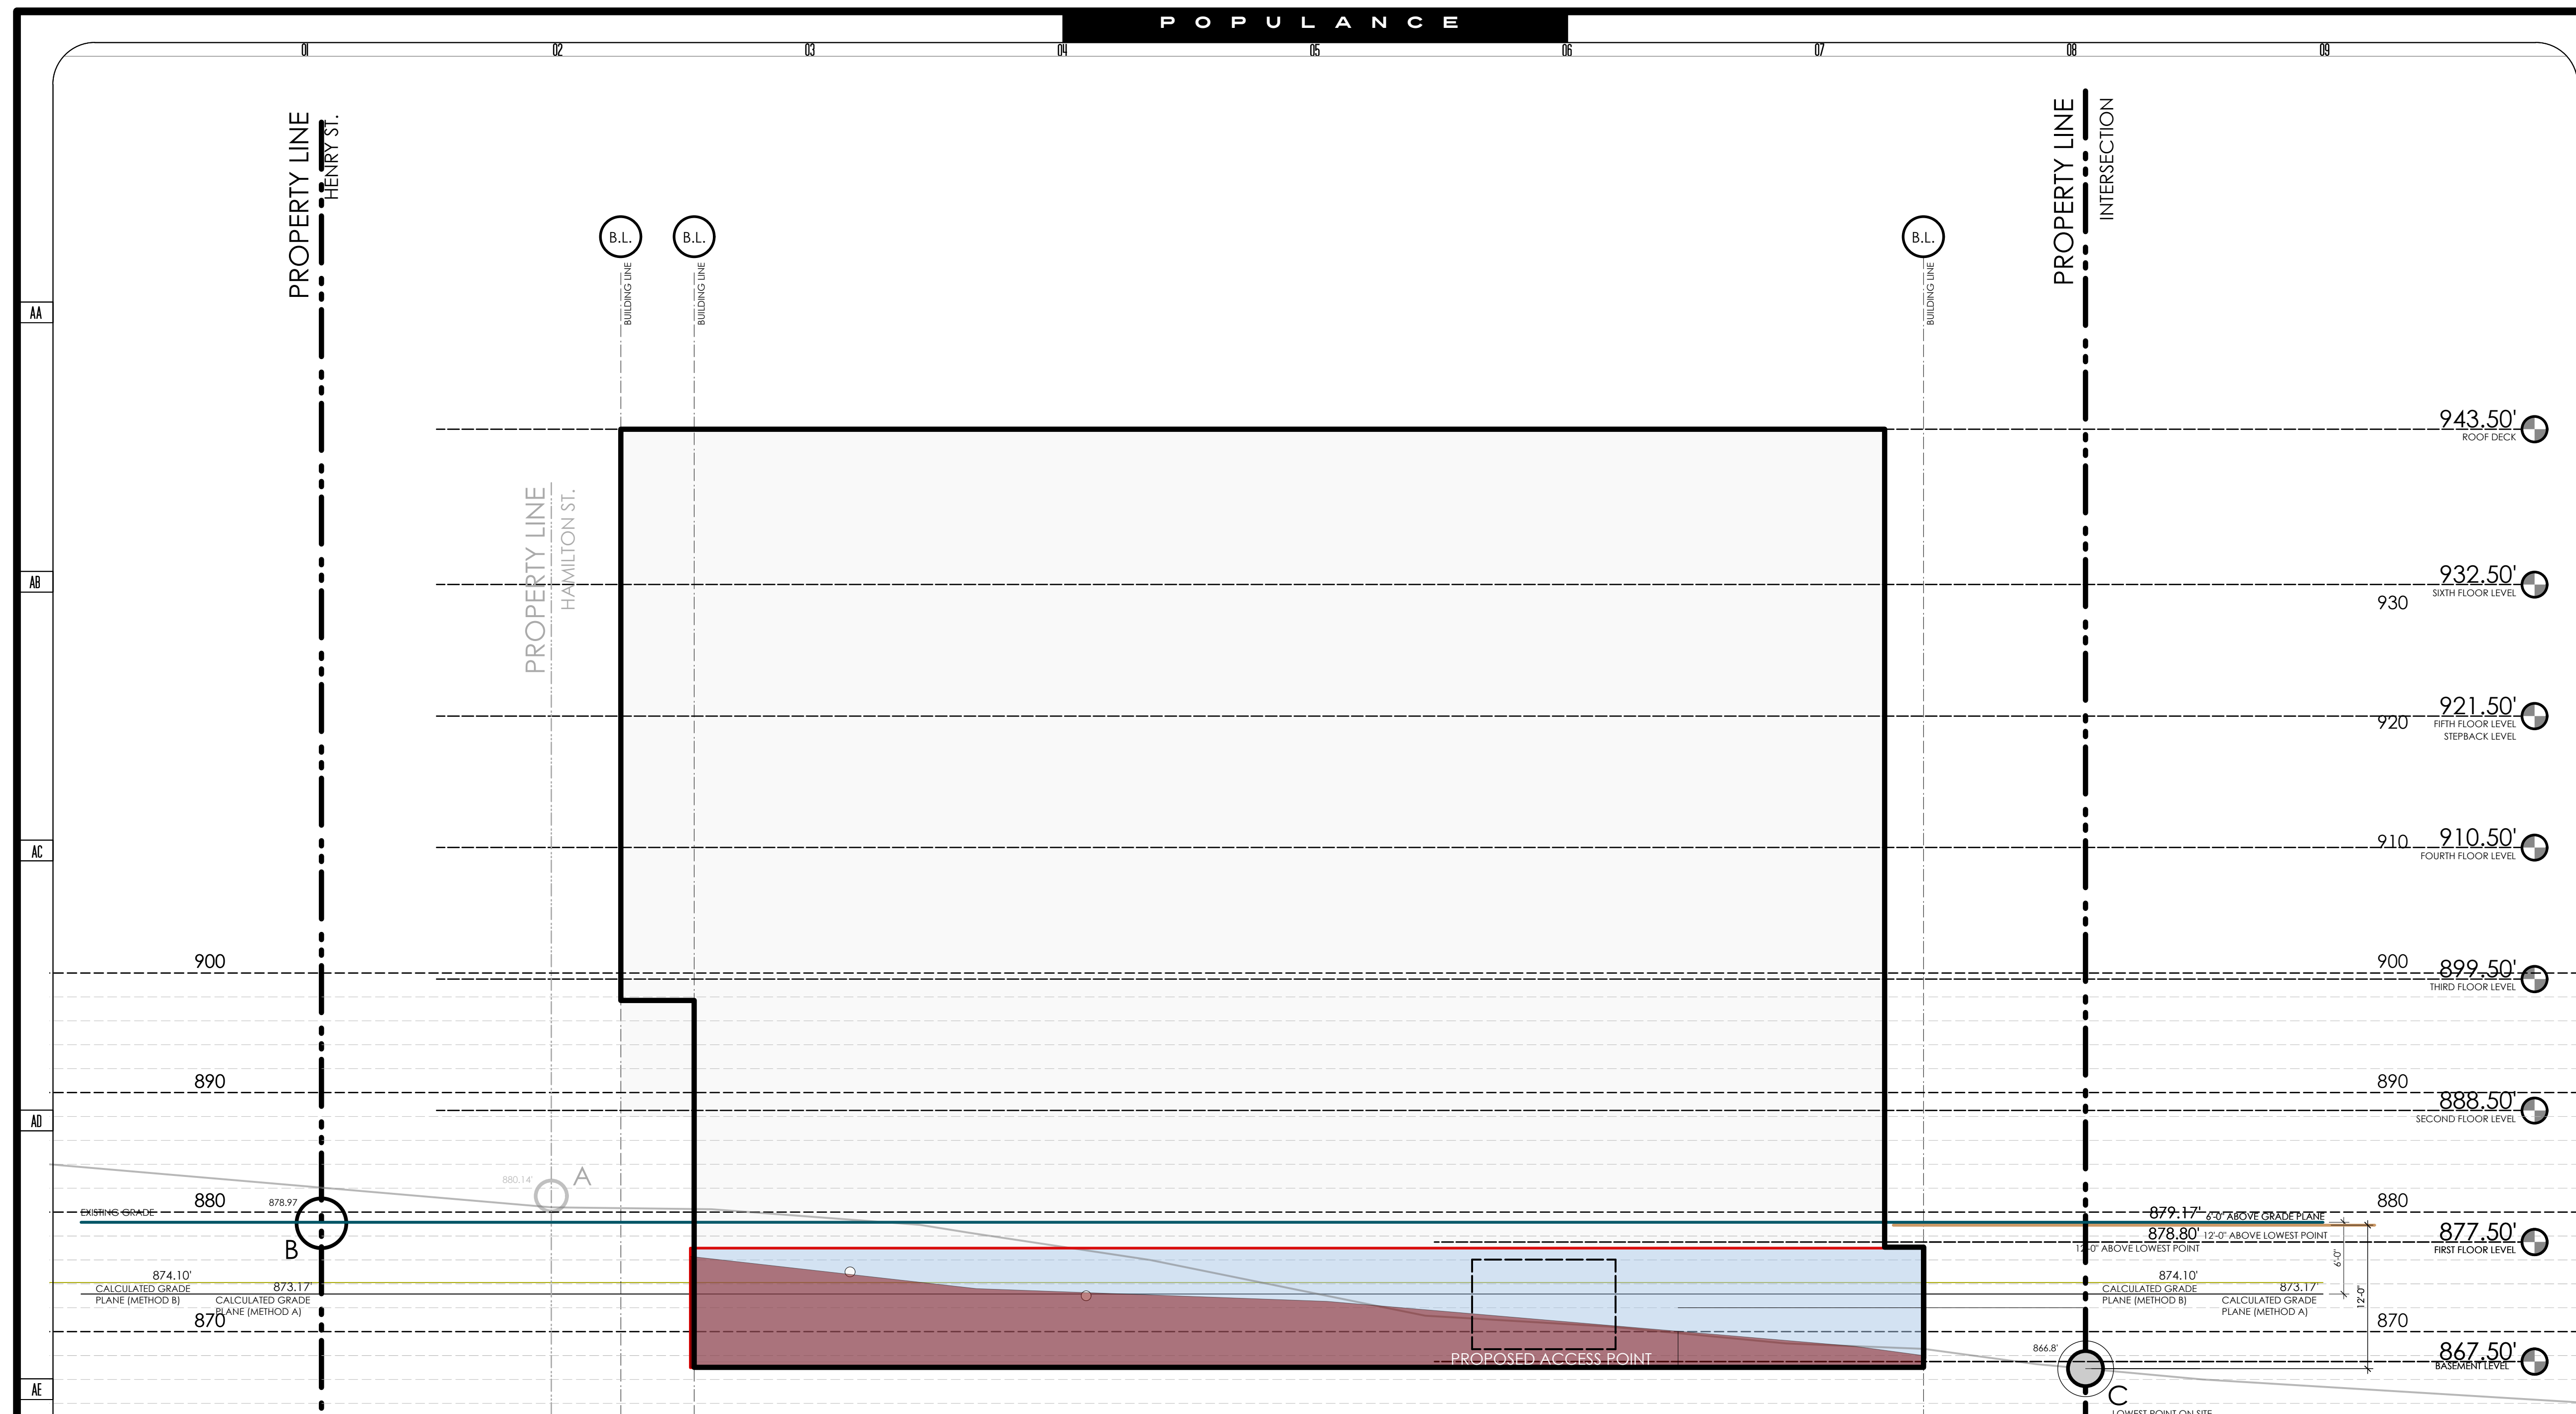 POPULANCE
01 02 03 04 05 06 07 08 09
PROPERTY LINE
HENRY ST.
PROPERTY LINE
INTERSECTION
B.L.
B.L.
B.L.
BUILDING LINE
BUILDING LINE
BUILDING LINE
AA
943.50'
ROOF DECK
PROPERTY LINE
HAMILTON ST.
AB
932.50'
SIXTH FLOOR LEVEL
930
921.50'
920
FIFTH FLOOR LEVEL
STEPBACK LEVEL
AC
910
910.50'
FOURTH FLOOR LEVEL
900
900
899.50'
THIRD FLOOR LEVEL
890
890
888.50'
SECOND FLOOR LEVEL
AD
880.14'
A
880
878.97
880
EXISTING GRADE
879.17' 6'-0" ABOVE GRADE PLANE
878.80' 12'-0" ABOVE LOWEST POINT
12'-0" ABOVE LOWEST POINT
877.50'
FIRST FLOOR LEVEL
B
6'-0"
12'-0"
874.10'
CALCULATED GRADE
PLANE (METHOD B)
873.17'
CALCULATED GRADE
PLANE (METHOD A)
874.10'
CALCULATED GRADE
PLANE (METHOD B)
873.17'
CALCULATED GRADE
PLANE (METHOD A)
870
870
PROPOSED ACCESS POINT
866.8'
867.50'
BASEMENT LEVEL
AE
C
LOWEST POINT ON SITE